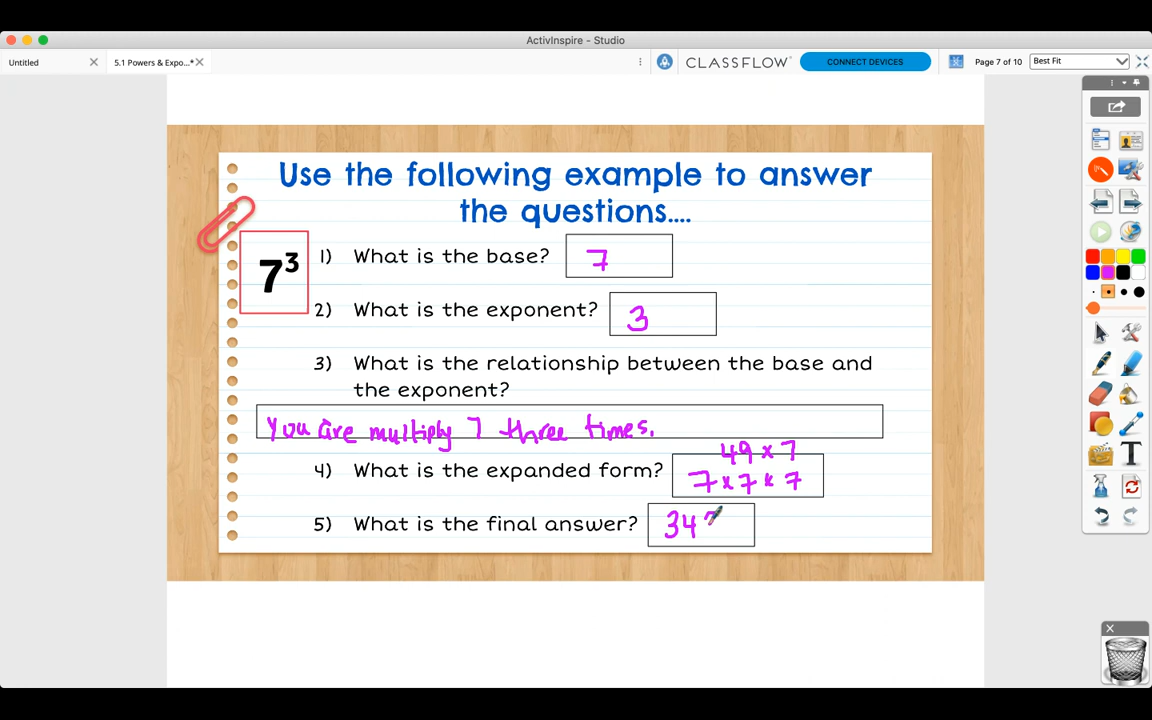 ActivInspire - Studio
Untitled
5.1 Powers & Expo...*
CLASSFLOW
CONNECT DEVICES
Page 7 of 10
Best Fit
Use the following example to answer
the questions....
7³
1) What is the base? 7
2) What is the exponent? 3
3) What is the relationship between the base and
the exponent?
You are multiply 7 three times.
49 x 7
4) What is the expanded form? 7 x 7 x 7
5) What is the final answer? 34